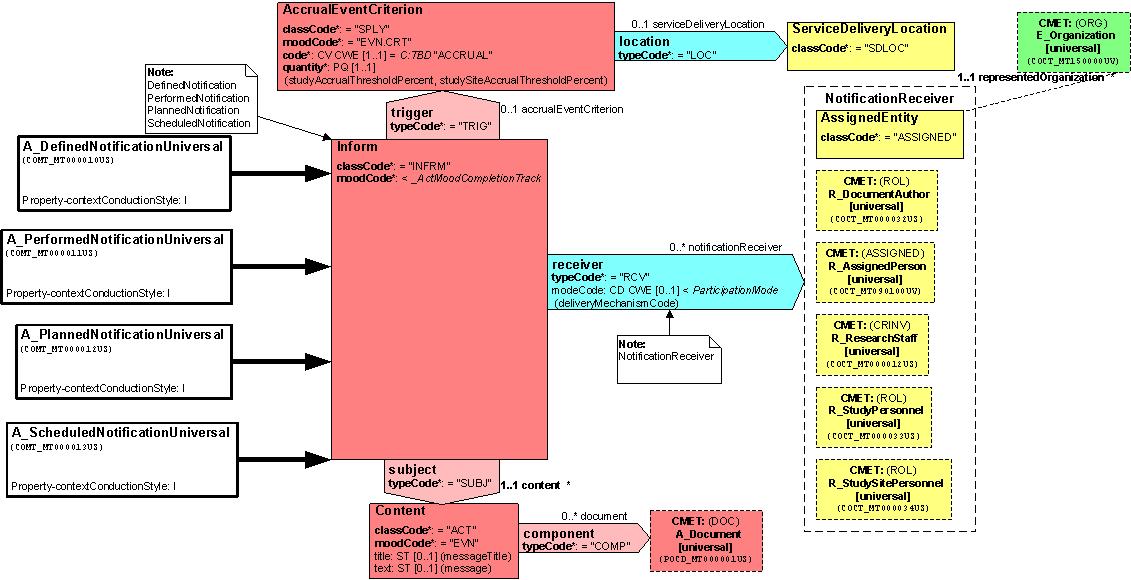 AccrualEventCriterion
classCode*: = "SPLY"
moodCode*: = "EVN.CRT"
code*: CV CWE [1..1] = C:TBD "ACCRUAL"
quantity*: PQ [1..1]
(studyAccrualThresholdPercent, studySiteAccrualThresholdPercent)
0..1 serviceDeliveryLocation
location
typeCode*: = "LOC"
ServiceDeliveryLocation
classCode*: = "SDLOC"
CMET: (ORG)
E_Organization
[universal]
(COCT_MT150000UV)
1..1 representedOrganization
Note:
DefinedNotification
PerformedNotification
PlannedNotification
ScheduledNotification
trigger
typeCode*: = "TRIG"
0..1 accrualEventCriterion
NotificationReceiver
AssignedEntity
classCode*: = "ASSIGNED"
A_DefinedNotificationUniversal
(COMT_MT000010US)
Property-contextConductionStyle: I
Inform
classCode*: = "INFRM"
moodCode*: < _ActMoodCompletionTrack
CMET: (ROL)
R_DocumentAuthor
[universal]
(COCT_MT000032US)
A_PerformedNotificationUniversal
(COMT_MT000011US)
Property-contextConductionStyle: I
0..* notificationReceiver
receiver
typeCode*: = "RCV"
modeCode: CD CWE [0..1] < ParticipationMode
(deliveryMechanismCode)
CMET: (ASSIGNED)
R_AssignedPerson
[universal]
(COCT_MT090100UV)
A_PlannedNotificationUniversal
(COMT_MT000012US)
Property-contextConductionStyle: I
Note:
NotificationReceiver
CMET: (CRINV)
R_ResearchStaff
[universal]
(COCT_MT000012US)
CMET: (ROL)
R_StudyPersonnel
[universal]
(COCT_MT000033US)
A_ScheduledNotificationUniversal
(COMT_MT000013US)
Property-contextConductionStyle: I
subject
typeCode*: = "SUBJ"
1..1 content *
CMET: (ROL)
R_StudySitePersonnel
[universal]
(COCT_MT000034US)
Content
classCode*: = "ACT"
moodCode*: = "EVN"
title: ST [0..1] (messageTitle)
text: ST [0..1] (message)
0..* document
component
typeCode*: = "COMP"
CMET: (DOC)
A_Document
[universal]
(POCD_MT000001US)